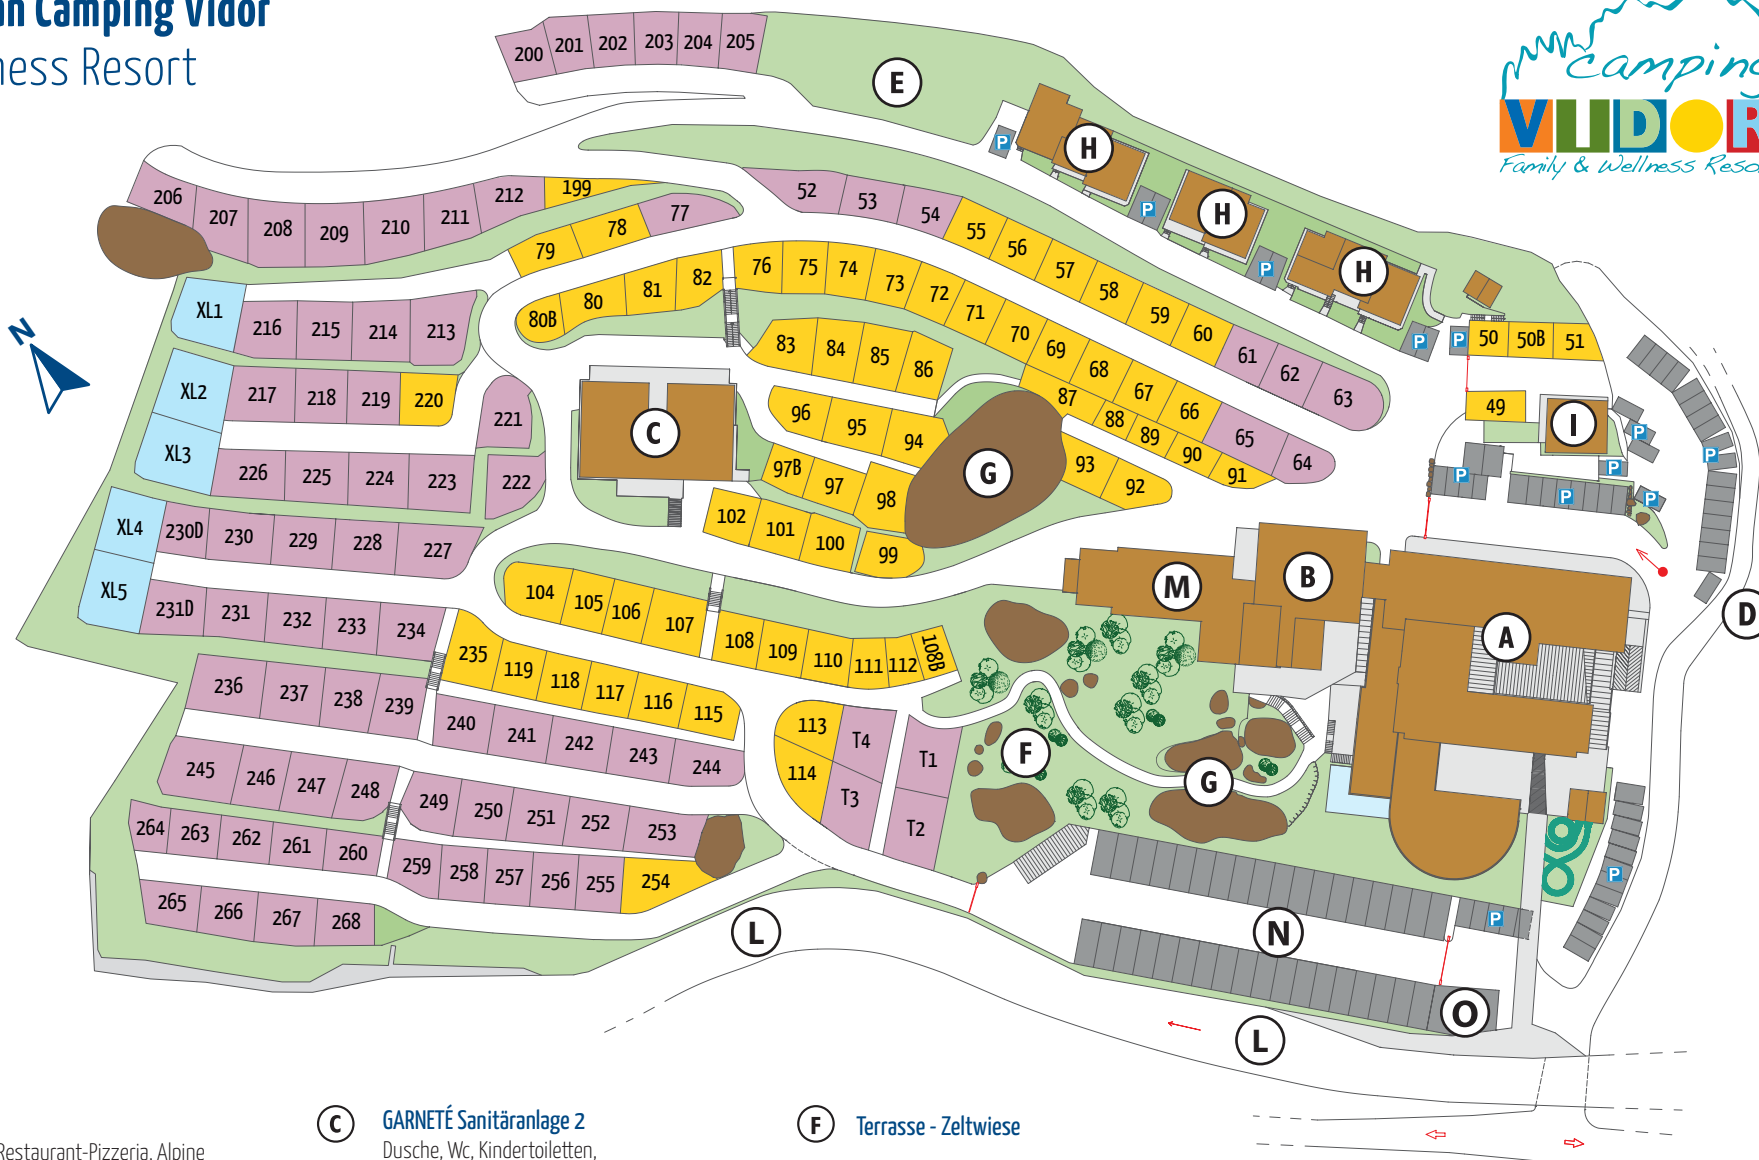 an Camping Vidor
ness Resort
camping
VIDOR
Family & Wellness Reso
N
200 201 202 203 204 205
E
H
H
H
P
P
P
P
P
206 207 208 209 210 211 212 199
79 78 77
52 53 54 55 56 57 58 59 60 61 62 63
80B 80 81 82
76 75 74 73 72 71 70 69 68 67 66 65 64
50 50B 51
49
I
P
P
P
P
P
P
XL1 216 215 214 213
83 84 85 86
87 88 89 90 91
XL2 217 218 219 220
221
C
96 95 94
93 92
G
XL3 226 225 224 223 222
97B 97 98
102 101 100 99
XL4 230D 230 229 228 227
XL5 231D 231 232 233 234
104 105 106 107 108 109 110 111 112 108B
M
B
A
D
235 119 118 117 116 115
236 237 238 239
240 241 242 243 244
113 T4
114 T3
T1
T2
F
G
245 246 247 248
249 250 251 252 253
264 263 262 261 260
259 258 257 256 255 254
265 266 267 268
L
N
P
P
O
L
C
GARNETÉ Sanitäranlage 2
F
Terrasse - Zeltwiese
Restaurant-Pizzeria, Alpine
Dusche, Wc, Kindertoiletten,